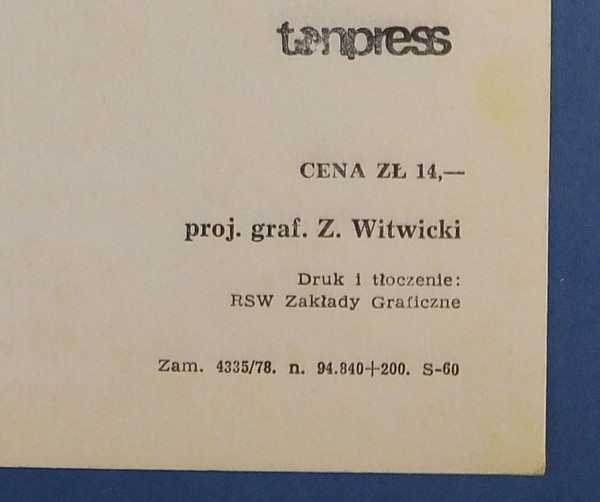 tonpress
CENA ZŁ 14,—
proj. graf. Z. Witwicki
Druk i tłoczenie:
RSW Zakłady Graficzne
Zam. 4335/78. n. 94.840+200. S-60